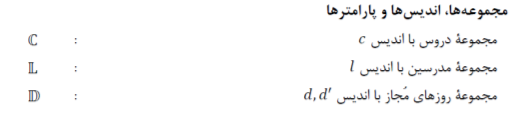 مجموعه‌ها، اندیس‌ها و پارامترها
مجموعهٔ دروس با اندیس c : ℂ
مجموعهٔ مدرسین با اندیس l : 𝕃
مجموعهٔ روزهای مُجاز با اندیس d, d′ : 𝔻